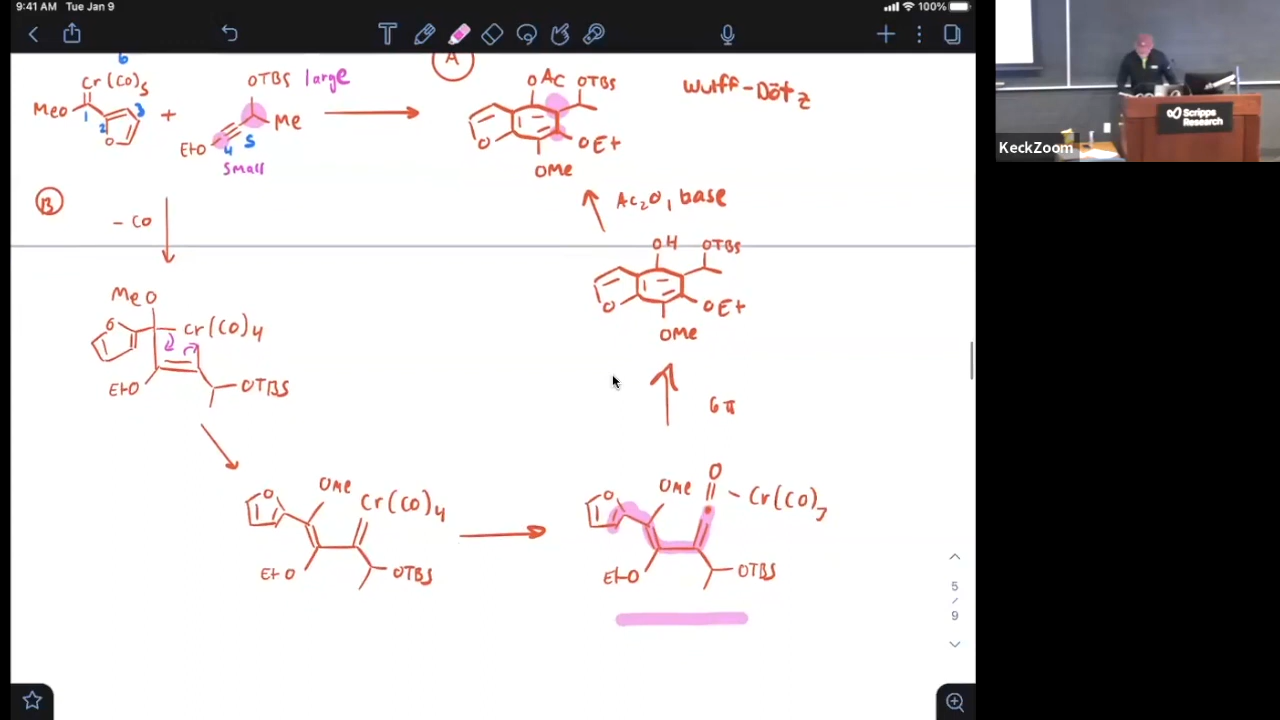 9:41 AM Tue Jan 9
100%
6
Cr(CO)5
MeO
1
2
3
O
+
OTBS large
Me
EtO
4
5
small
A
OAc OTBS
O
OEt
OMe
Wulff-Dötz
B
- CO
Ac2O, base
OH OTBS
O
OEt
OMe
MeO
O
Cr(CO)4
EtO
OTBS
6π
O
OMe
Cr(CO)4
EtO
OTBS
O
OMe
O
Cr(CO)3
EtO
OTBS
5
/
9
KeckZoom
Scripps
Research